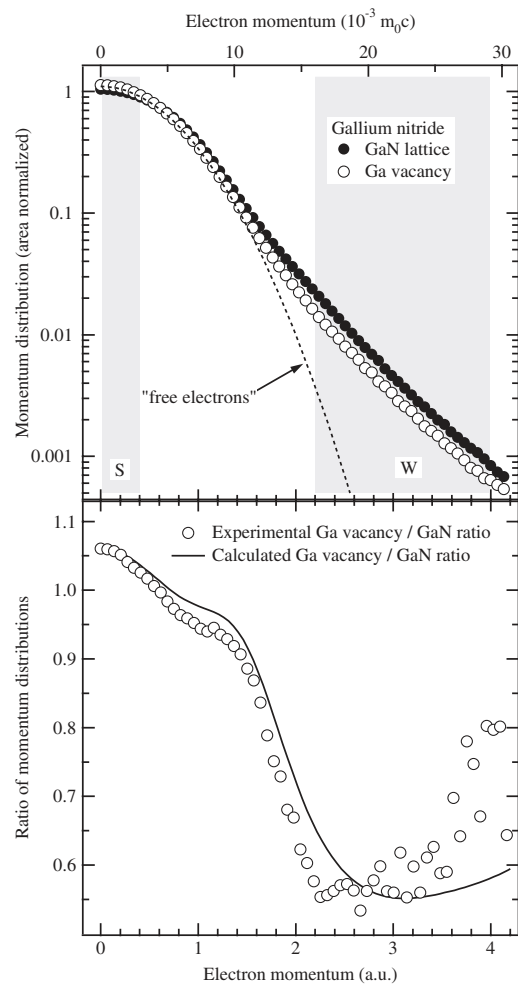 Electron momentum (10⁻³ m₀c)
0 10 20 30
Momentum distribution (area normalized)
1
0.1
0.01
0.001
Gallium nitride
GaN lattice
Ga vacancy
"free electrons"
S
W
Ratio of momentum distributions
1.1
1.0
0.9
0.8
0.7
0.6
Experimental Ga vacancy / GaN ratio
Calculated Ga vacancy / GaN ratio
0 1 2 3 4
Electron momentum (a.u.)